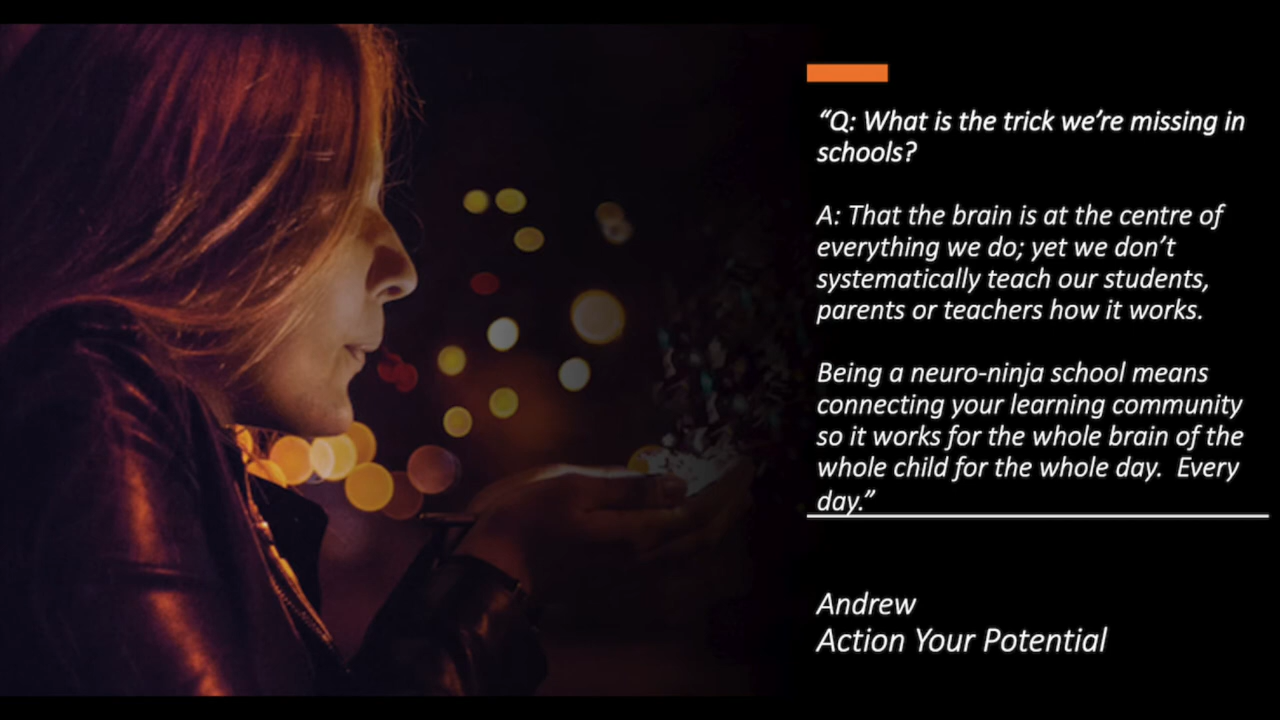 “Q: What is the trick we’re missing in
schools?
A: That the brain is at the centre of
everything we do; yet we don’t
systematically teach our students,
parents or teachers how it works.
Being a neuro-ninja school means
connecting your learning community
so it works for the whole brain of the
whole child for the whole day.  Every
day.”
Andrew
Action Your Potential